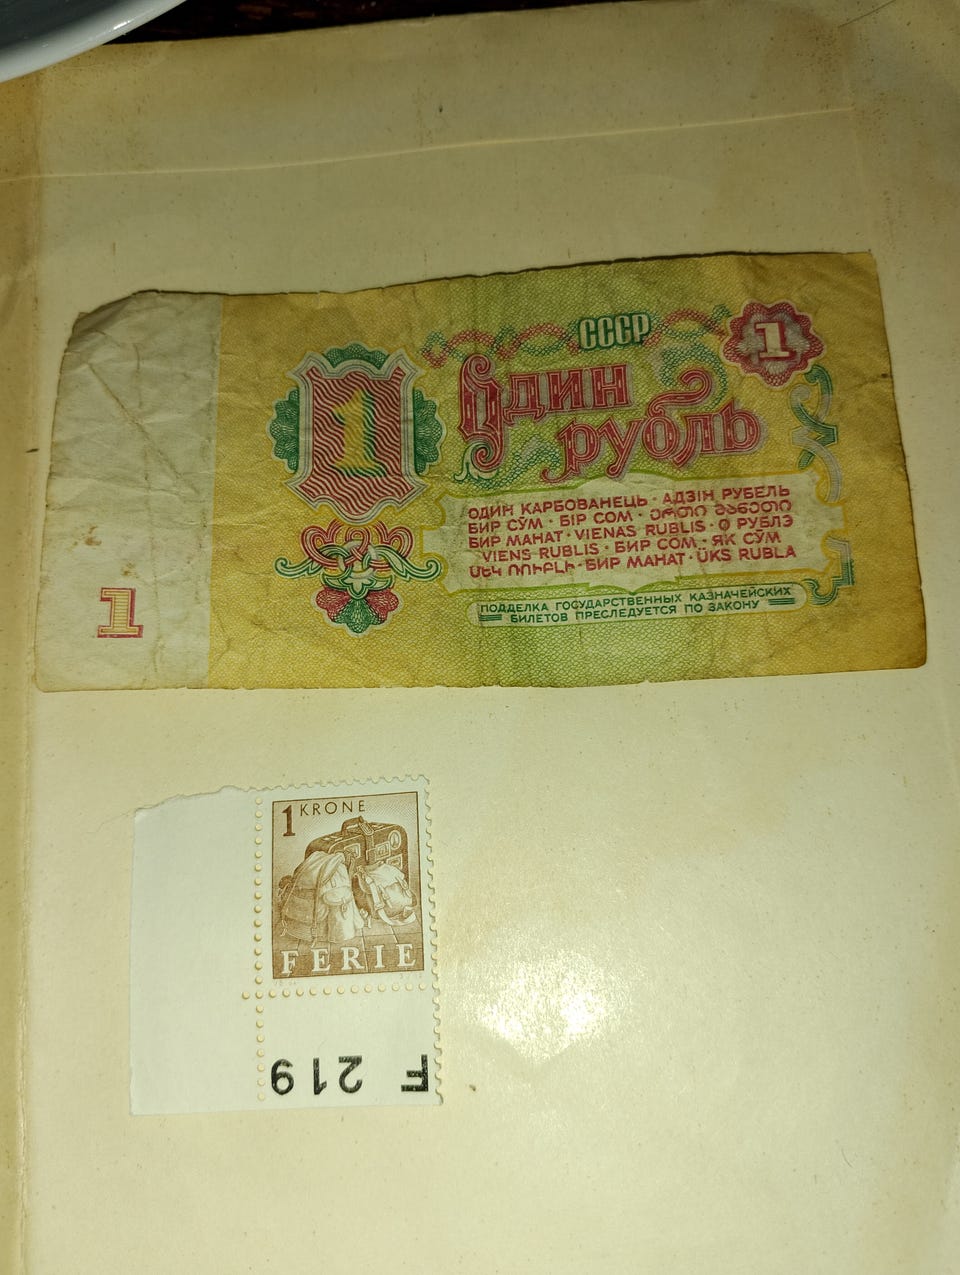 СССР
1
1
Один
рубль
ОДИН КАРБОВАНЕЦЬ · АДЗІН РУБЕЛЬ
БИР СЎМ · БІР СОМ · ᲔᲠᲗᲘ ᲛᲐᲜᲔᲗᲘ
БИР МАНАТ · VIENAS RUBLIS · О РУБЛЭ
VIENS RUBLIS · БИР СОМ · ЯК СӮМ
ՄԵԿ ՌՈՒԲԼԻ · БИР МАНАТ · ÜKS RUBLA
ПОДДЕЛКА ГОСУДАРСТВЕННЫХ КАЗНАЧЕЙСКИХ
БИЛЕТОВ ПРЕСЛЕДУЕТСЯ ПО ЗАКОНУ
1
1 KRONE
FERIE
F 219